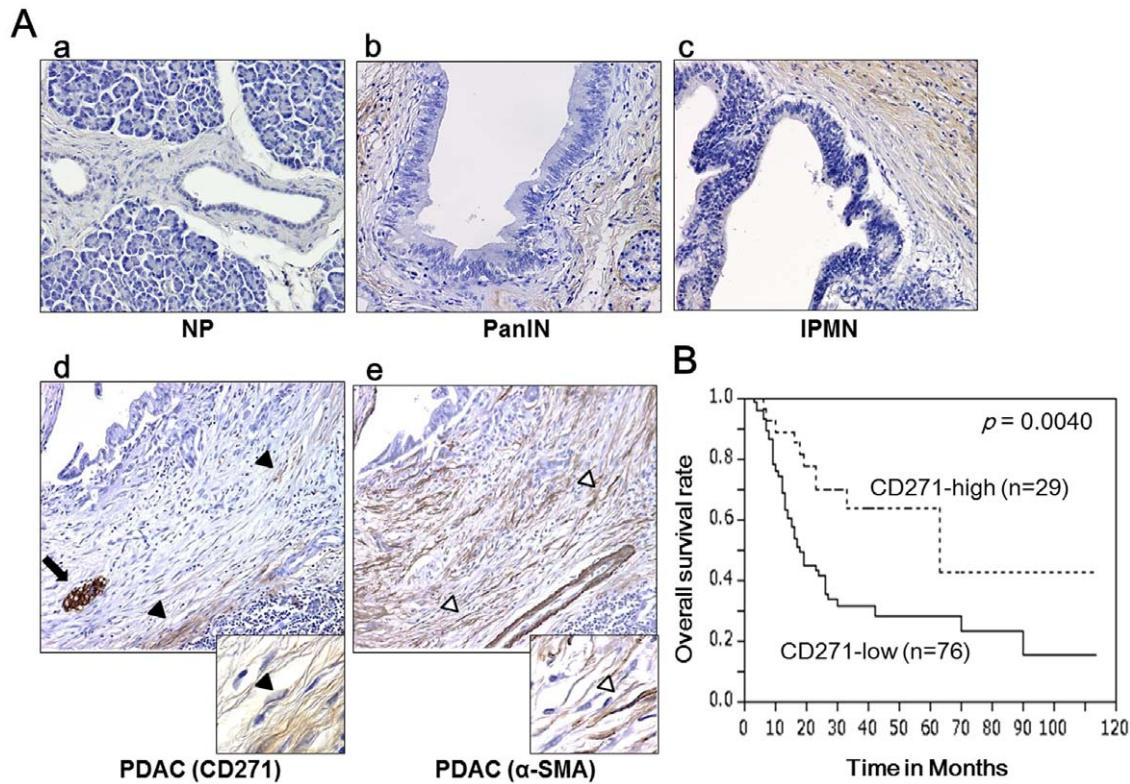 A
a
b
c
NP
PanIN
IPMN
d
e
PDAC (CD271)
PDAC (α-SMA)
B
p = 0.0040
CD271-high (n=29)
CD271-low (n=76)
Overall survival rate
1.0
0.8
0.6
0.4
0.2
0.0
0 10 20 30 40 50 60 70 80 90 100 120
Time in Months